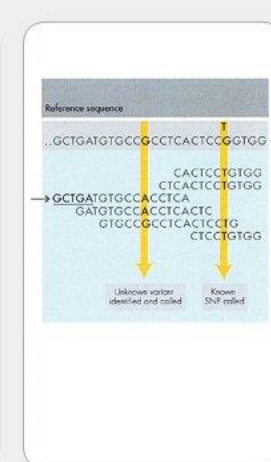 Reference sequence
T
..GCTGATGTGCCGCCTCACTCCGGTGG
CACTCCTGTGG
CTCACTCCTGTGG
GCTGATGTGCCACCTCA
GATGTGCCACCTCACTC
GTGCCGCCTCACTCCTG
CTCCTGTGG
Unknown variant
identified and called
Known
SNP called